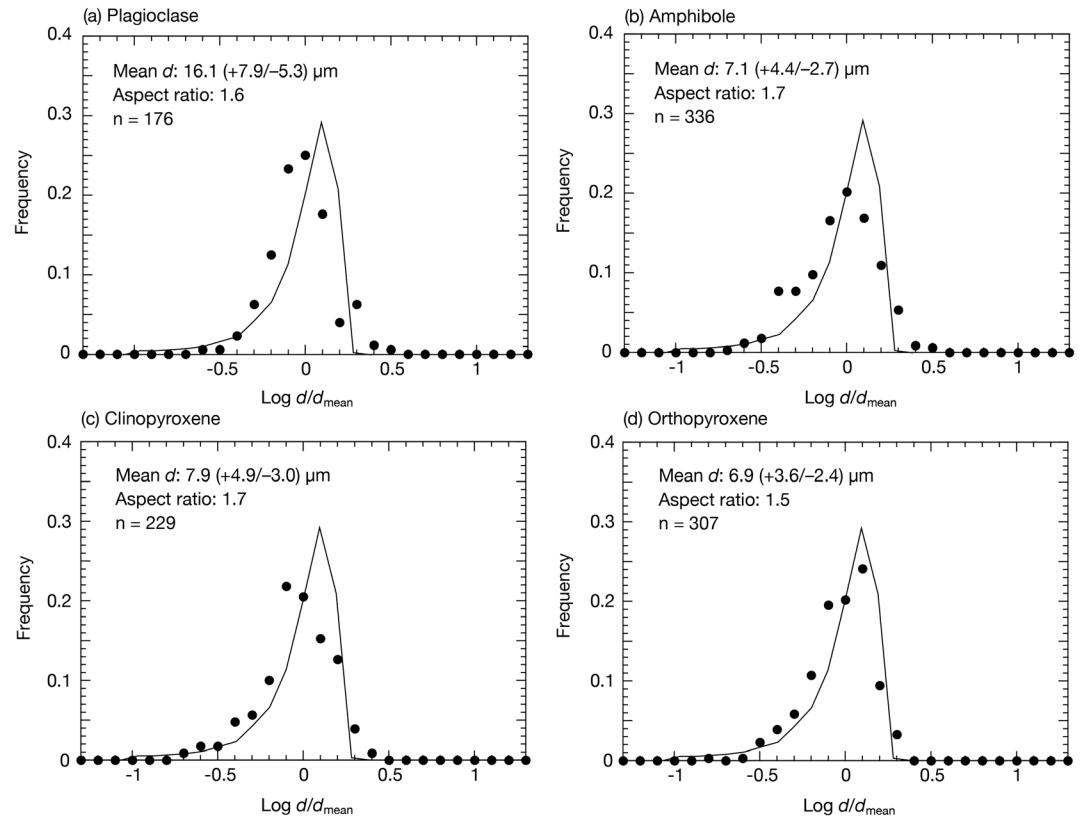 (a) Plagioclase
0.4
0.3
0.2
0.1
0
Frequency
Mean d: 16.1 (+7.9/–5.3) µm
Aspect ratio: 1.6
n = 176
-0.5
0
0.5
1
Log d/dmean
(b) Amphibole
0.4
0.3
0.2
0.1
0
Frequency
Mean d: 7.1 (+4.4/–2.7) µm
Aspect ratio: 1.7
n = 336
-1
-0.5
0
0.5
1
Log d/dmean
(c) Clinopyroxene
0.4
0.3
0.2
0.1
0
Frequency
Mean d: 7.9 (+4.9/–3.0) µm
Aspect ratio: 1.7
n = 229
-1
-0.5
0
0.5
1
Log d/dmean
(d) Orthopyroxene
0.4
0.3
0.2
0.1
0
Frequency
Mean d: 6.9 (+3.6/–2.4) µm
Aspect ratio: 1.5
n = 307
-1
-0.5
0
0.5
1
Log d/dmean